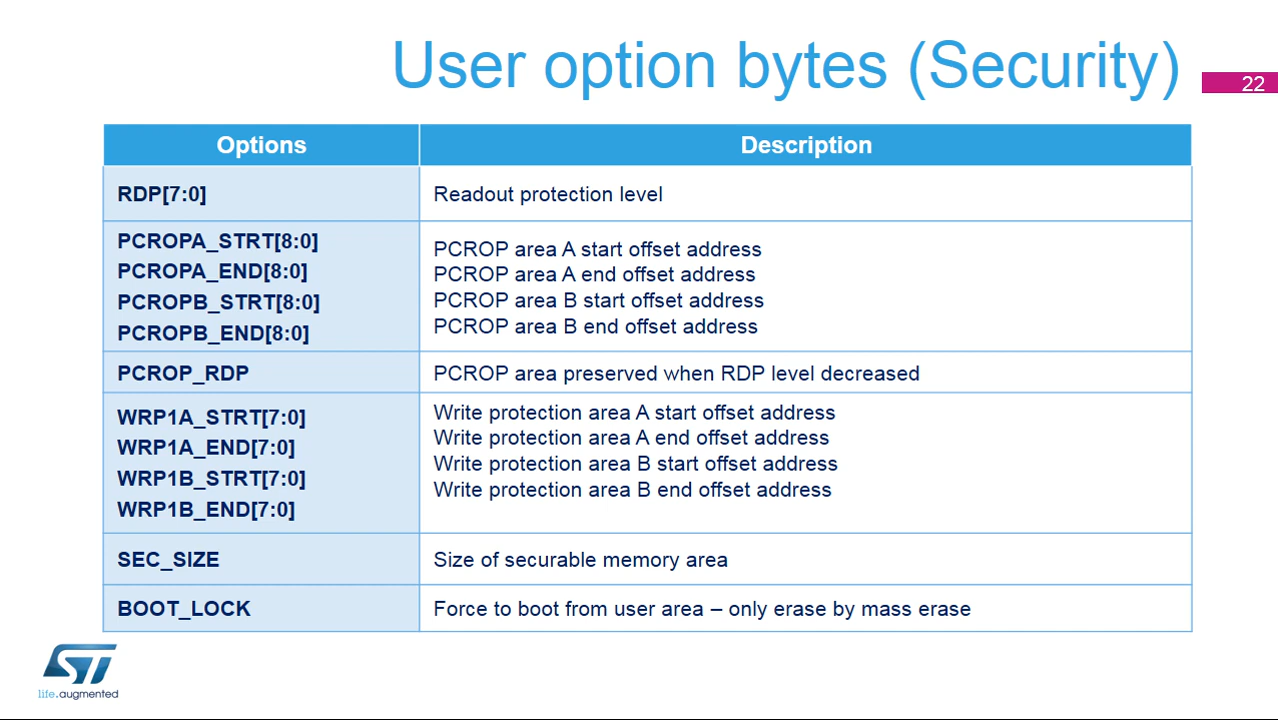 User option bytes (Security)
22
Options
Description
RDP[7:0]
Readout protection level
PCROPA_STRT[8:0]
PCROPA_END[8:0]
PCROPB_STRT[8:0]
PCROPB_END[8:0]
PCROP area A start offset address
PCROP area A end offset address
PCROP area B start offset address
PCROP area B end offset address
PCROP_RDP
PCROP area preserved when RDP level decreased
WRP1A_STRT[7:0]
WRP1A_END[7:0]
WRP1B_STRT[7:0]
WRP1B_END[7:0]
Write protection area A start offset address
Write protection area A end offset address
Write protection area B start offset address
Write protection area B end offset address
SEC_SIZE
Size of securable memory area
BOOT_LOCK
Force to boot from user area – only erase by mass erase
ST
life.augmented